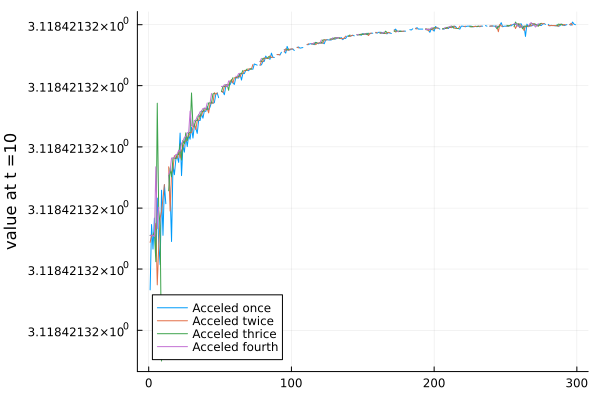 value at t =10
3.11842132×10⁰
3.11842132×10⁰
3.11842132×10⁰
3.11842132×10⁰
3.11842132×10⁰
3.11842132×10⁰
Acceled once
Acceled twice
Acceled thrice
Acceled fourth
0 100 200 300